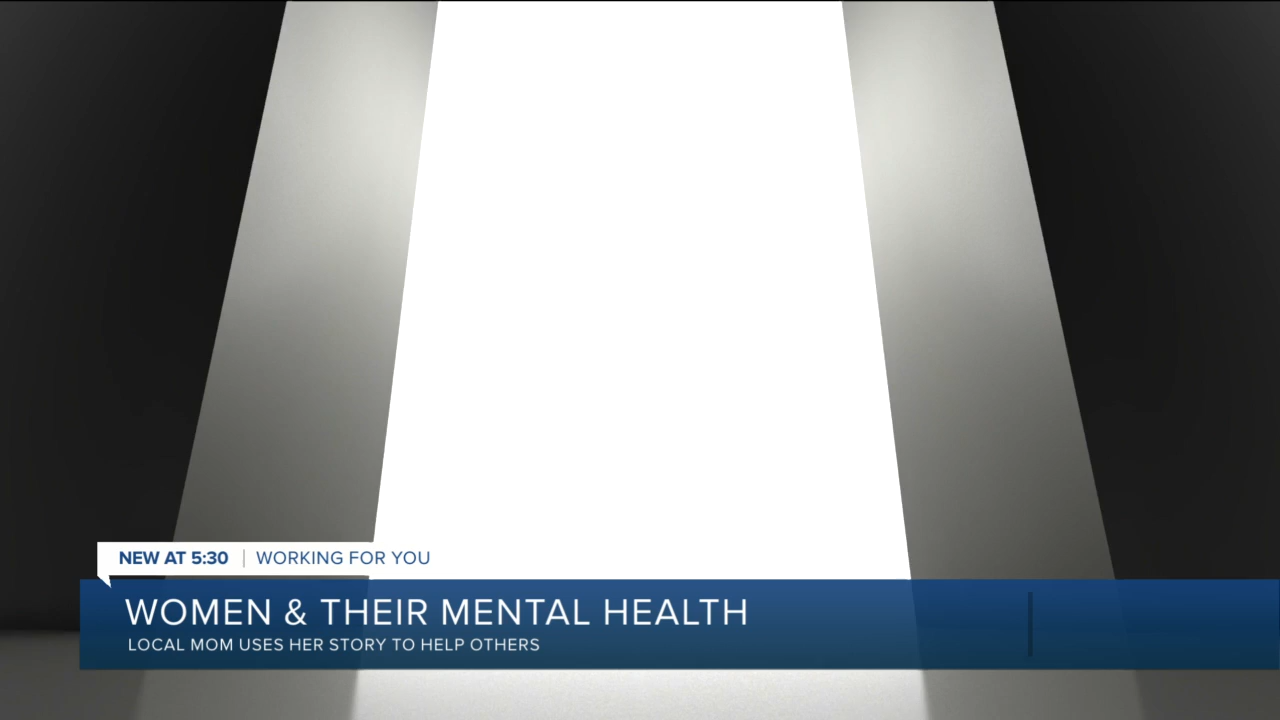 NEW AT 5:30 | WORKING FOR YOU
WOMEN & THEIR MENTAL HEALTH
LOCAL MOM USES HER STORY TO HELP OTHERS